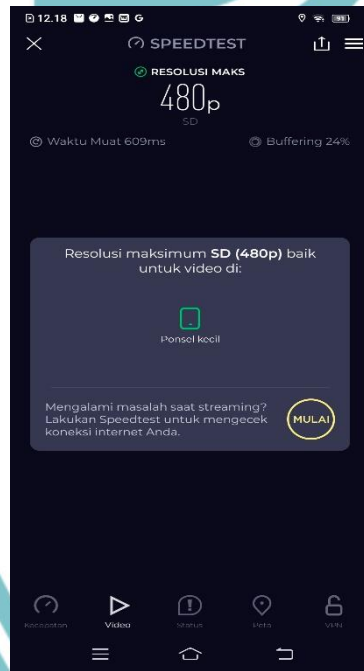 12.18
SPEEDTEST
RESOLUSI MAKS
480p
SD
Waktu Muat 609ms
Buffering 24%
Resolusi maksimum SD (480p) baik
untuk video di:
Ponsel kecil
Mengalami masalah saat streaming?
Lakukan Speedtest untuk mengecek
koneksi internet Anda.
MULAI
Kecepatan
Video
Status
Peta
VPN